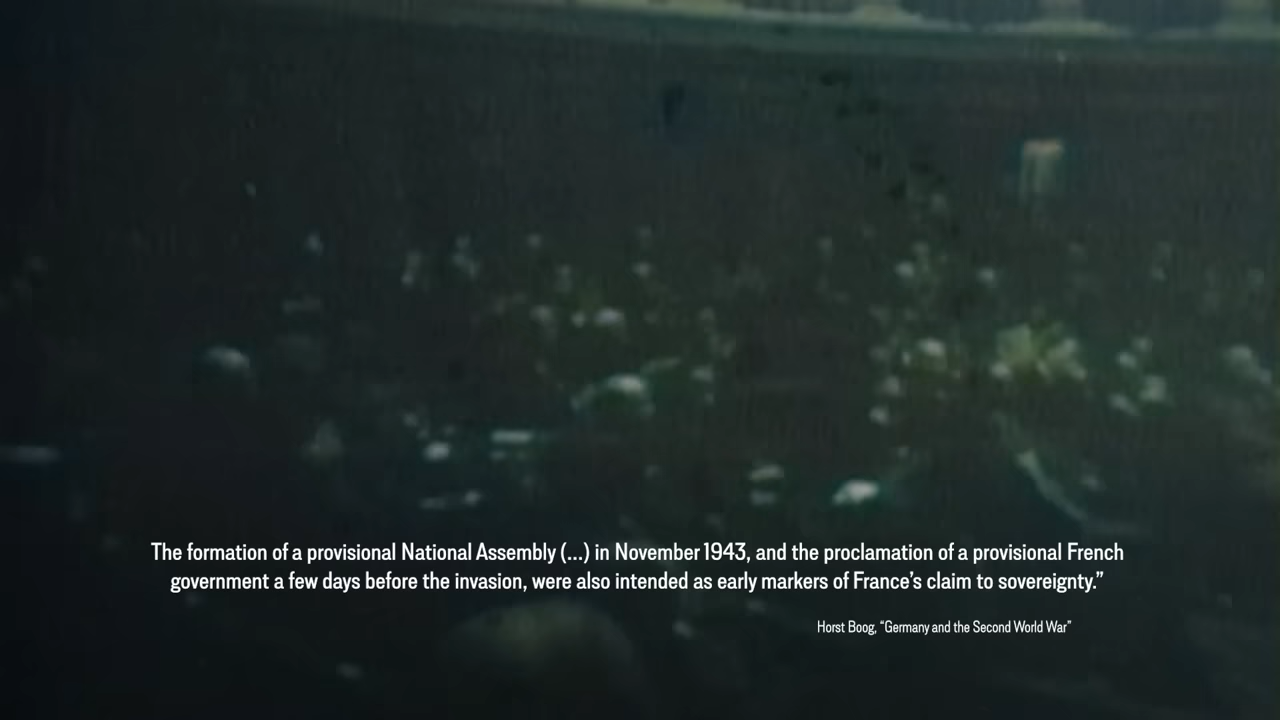 The formation of a provisional National Assembly (...) in November 1943, and the proclamation of a provisional French
government a few days before the invasion, were also intended as early markers of France’s claim to sovereignty.”
Horst Boog, “Germany and the Second World War”